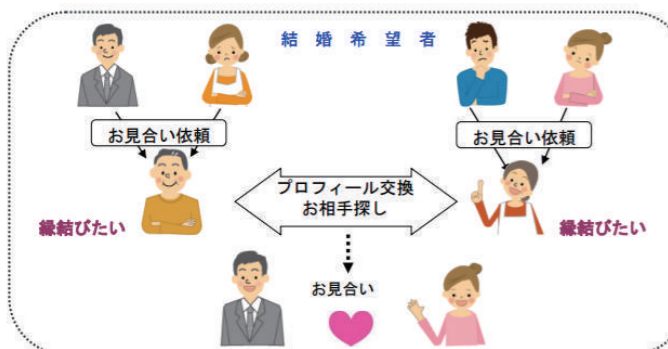 結婚希望者
お見合い依頼
お見合い依頼
プロフィール交換
お相手探し
縁結びたい
縁結びたい
お見合い